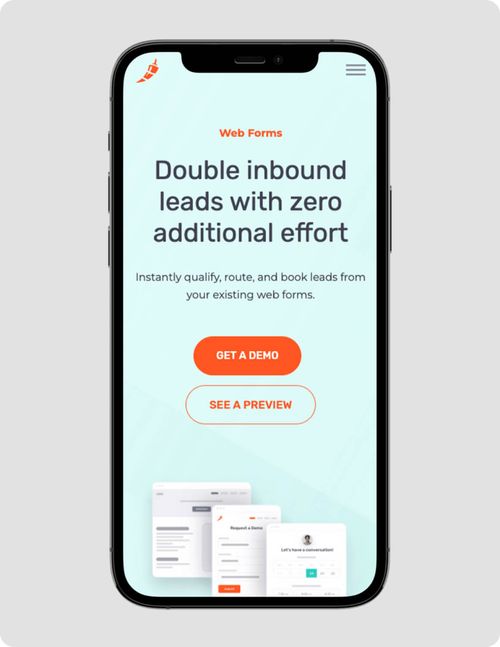 Web Forms
Double inbound
leads with zero
additional effort
Instantly qualify, route, and book leads from
your existing web forms.
GET A DEMO
SEE A PREVIEW
Request a Demo
Let's have a conversation!